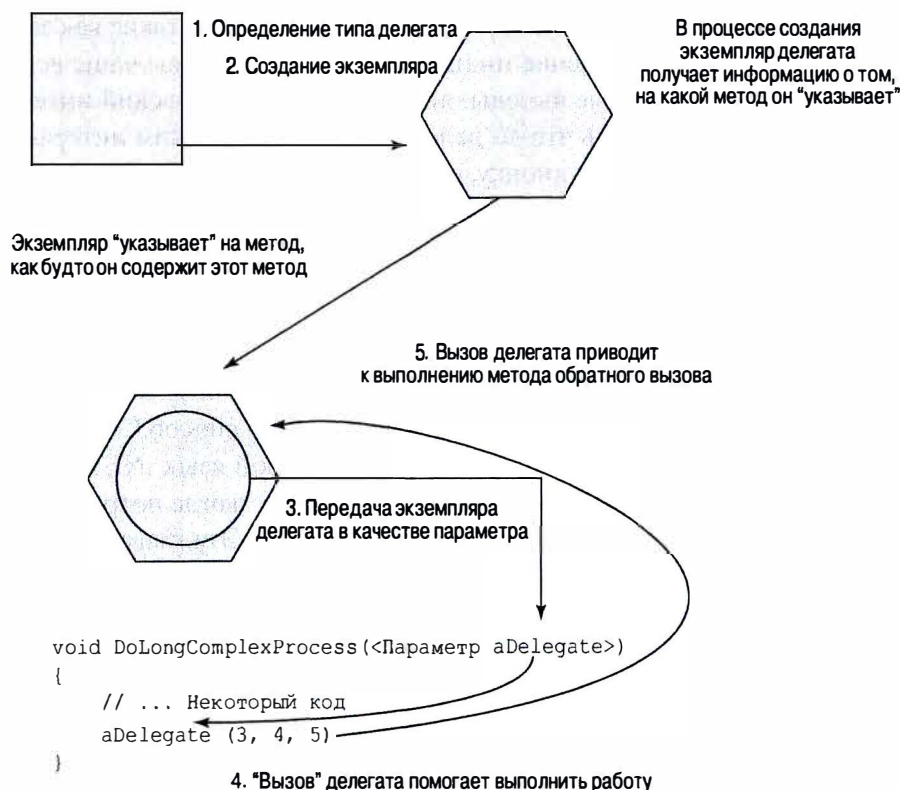 1. Определение типа делегата
2. Создание экземпляра
В процессе создания
экземпляр делегата
получает информацию о том,
на какой метод он "указывает"
Экземпляр "указывает" на метод,
как будто он содержит этот метод
5. Вызов делегата приводит
к выполнению метода обратного вызова
3. Передача экземпляра
делегата в качестве параметра
void DoLongComplexProcess(<Параметр aDelegate>)
{
// ... Некоторый код
aDelegate (3, 4, 5)
}
4. "Вызов" делегата помогает выполнить работу